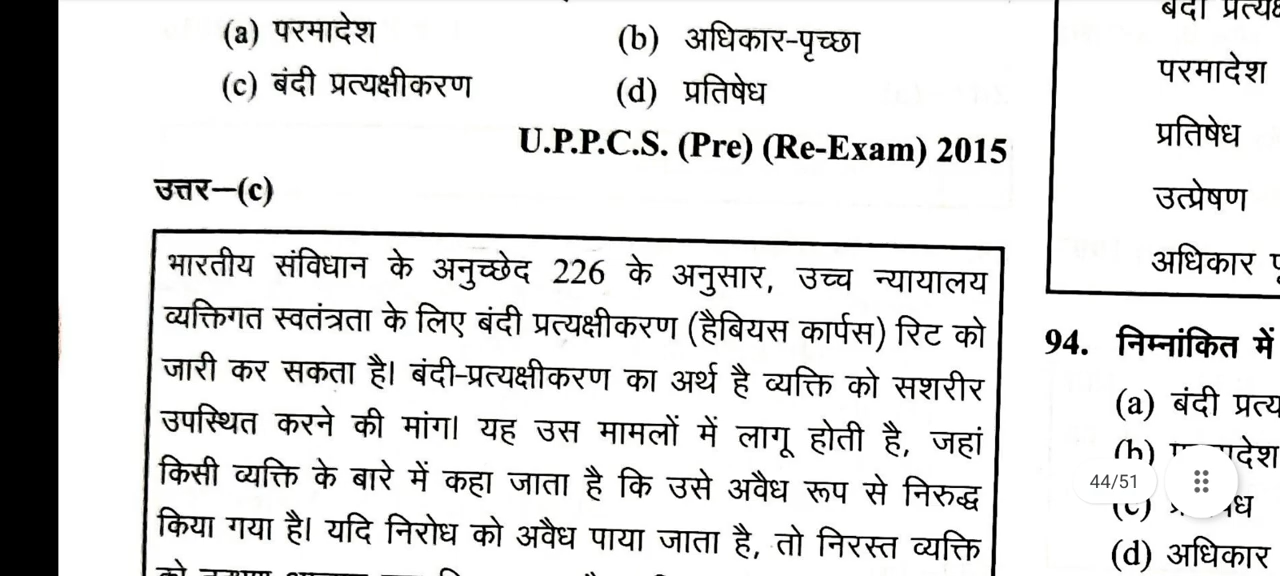 (a) परमादेश (b) अधिकार-पृच्छा
(c) बंदी प्रत्यक्षीकरण (d) प्रतिषेध
U.P.P.C.S. (Pre) (Re-Exam) 2015
उत्तर–(c)
भारतीय संविधान के अनुच्छेद 226 के अनुसार, उच्च न्यायालय
व्यक्तिगत स्वतंत्रता के लिए बंदी प्रत्यक्षीकरण (हैबियस कार्पस) रिट को
जारी कर सकता है। बंदी-प्रत्यक्षीकरण का अर्थ है व्यक्ति को सशरीर
उपस्थित करने की मांग। यह उस मामलों में लागू होती है, जहां
किसी व्यक्ति के बारे में कहा जाता है कि उसे अवैध रूप से निरुद्ध
किया गया है। यदि निरोध को अवैध पाया जाता है, तो निरस्त व्यक्ति
परमादेश
प्रतिषेध
उत्प्रेषण
अधिकार
94. निम्नांकित में
(a) बंदी
(b)
44/51
(c)
(d) अधिकार